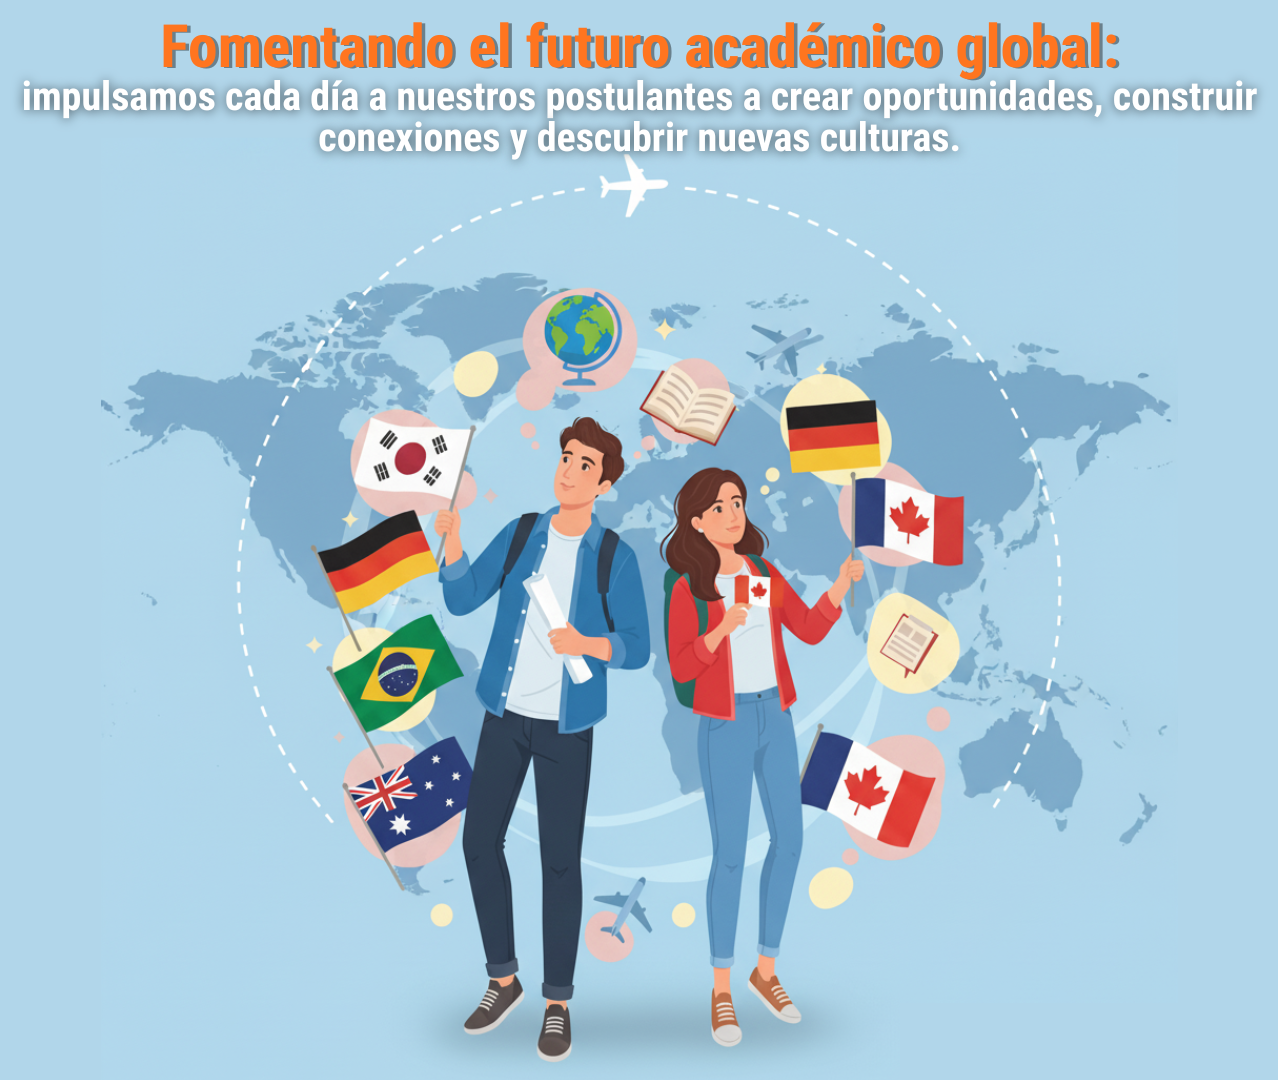 Fomentando el futuro académico global:
impulsamos cada día a nuestros postulantes a crear oportunidades, construir
conexiones y descubrir nuevas culturas.